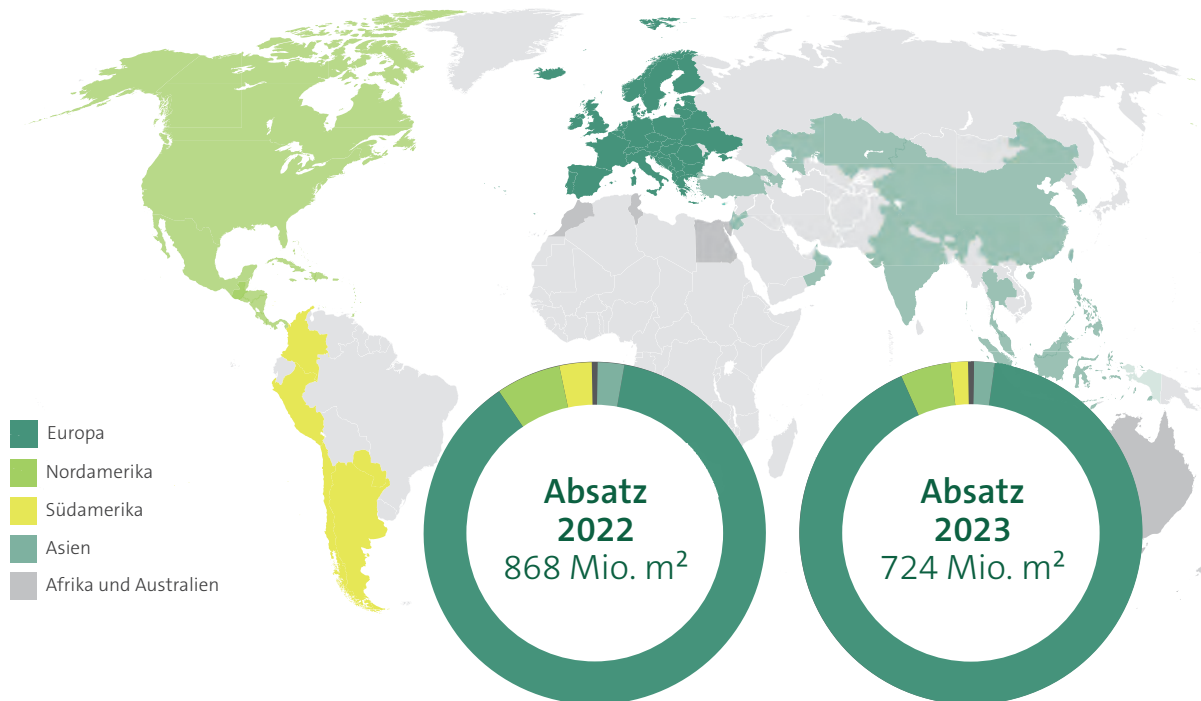 Europa
Nordamerika
Südamerika
Asien
Afrika und Australien
Absatz
2022
868 Mio. m²
Absatz
2023
724 Mio. m²